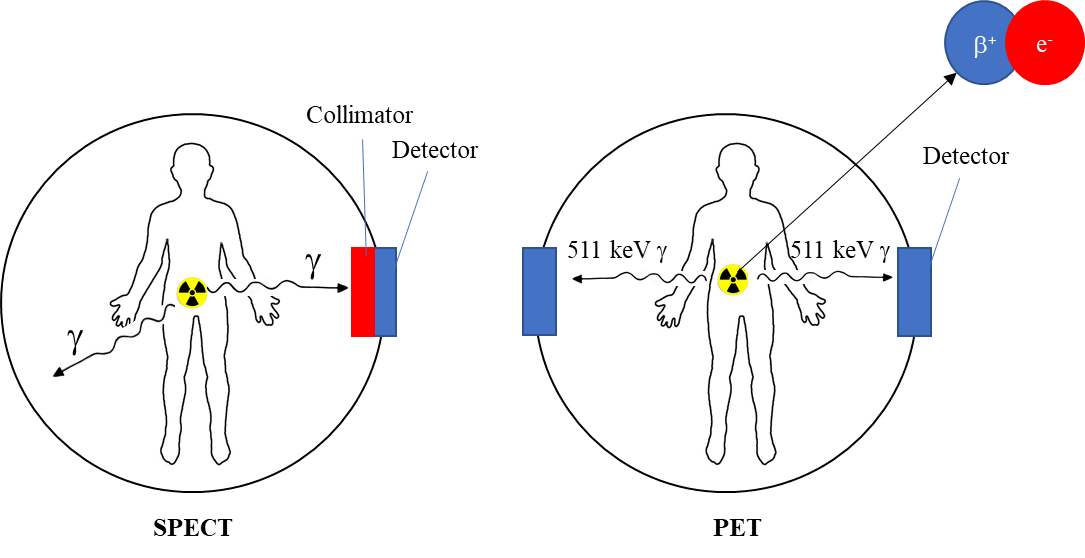 Collimator
Detector
γ
γ
SPECT
β⁺ e⁻
Detector
511 keV γ
511 keV γ
PET